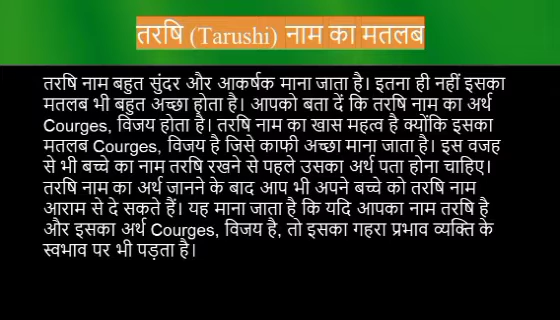 तरषि (Tarushi) नाम का मतलब
तरषि नाम बहुत सुंदर और आकर्षक माना जाता है। इतना ही नहीं इसका
मतलब भी बहुत अच्छा होता है। आपको बता दें कि तरषि नाम का अर्थ
Courges, विजय होता है। तरषि नाम का खास महत्व है क्योंकि इसका
मतलब Courges, विजय है जिसे काफी अच्छा माना जाता है। इस वजह
से भी बच्चे का नाम तरषि रखने से पहले उसका अर्थ पता होना चाहिए।
तरषि नाम का अर्थ जानने के बाद आप भी अपने बच्चे को तरषि नाम
आराम से दे सकते हैं। यह माना जाता है कि यदि आपका नाम तरषि है
और इसका अर्थ Courges, विजय है, तो इसका गहरा प्रभाव व्यक्ति के
स्वभाव पर भी पड़ता है।